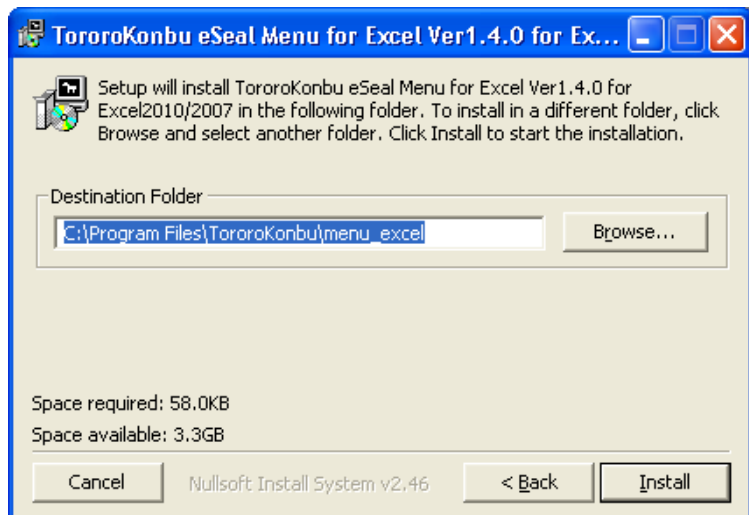 TororoKonbu eSeal Menu for Excel Ver1.4.0 for Ex...
Setup will install TororoKonbu eSeal Menu for Excel Ver1.4.0 for
Excel2010/2007 in the following folder. To install in a different folder, click
Browse and select another folder. Click Install to start the installation.
Destination Folder
C:\Program Files\TororoKonbu\menu_excel
Browse...
Space required: 58.0KB
Space available: 3.3GB
Cancel
Nullsoft Install System v2.46
< Back
Install